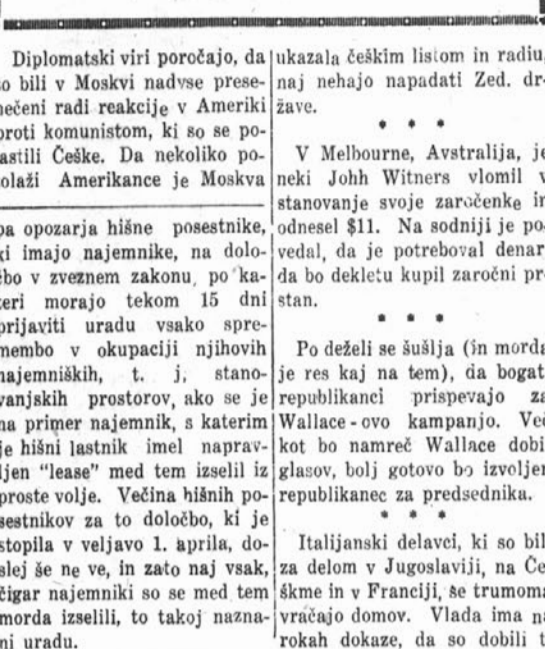 Diplomatski viri poročajo, da
so bili v Moskvi nadvse prese-
nečeni radi reakcije v Ameriki
proti komunistom, ki so se po-
lastili Češke. Da nekoliko po-
tolaži Amerikance je Moskva
pa opozarja hišne posestnike,
ki imajo najemnike, na dolo-
čbo v zveznem zakonu, po ka-
teri morajo tekom 15 dni
prijaviti uradu vsako spre-
membo v okupaciji njihovih
najemniških, t. j. stano-
vanjskih prostorov, ako se je
na primer najemnik, s katerim
je hišni lastnik imel naprav-
ljen "lease" med tem izselil iz
proste volje. Večina hišnih po-
sestnikov za to določbo, ki je
stopila v veljavo 1. aprila, do-
slej še ne ve, in zato naj vsak,
čigar najemniki so se med tem
morda izselili, to takoj nazna-
ni uradu.
ukazala češkim listom in radiu,
naj nehajo napadati Zed. dr-
žave.
* * *
V Melbourne, Avstralija, je
neki Johh Witners vlomil v
stanovanje svoje zaročenke in
odnesel $11. Na sodniji je po-
vedal, da je potreboval denar,
da bo dekletu kupil zaročni pr-
stan.
* * *
Po deželi se šušlja (in morda
je res kaj na tem), da bogati
republikanci prispevajo za
Wallace-ovo kampanjo. Več
kot bo namreč Wallace dobil
glasov, bolj gotovo bo izvoljen
republikanec za predsednika.
* * *
Italijanski delavci, ki so bili
za delom v Jugoslaviji, na Če-
škme in v Franciji, se trumoma
vračajo domov. Vlada ima na
rokah dokaze, da so dobili